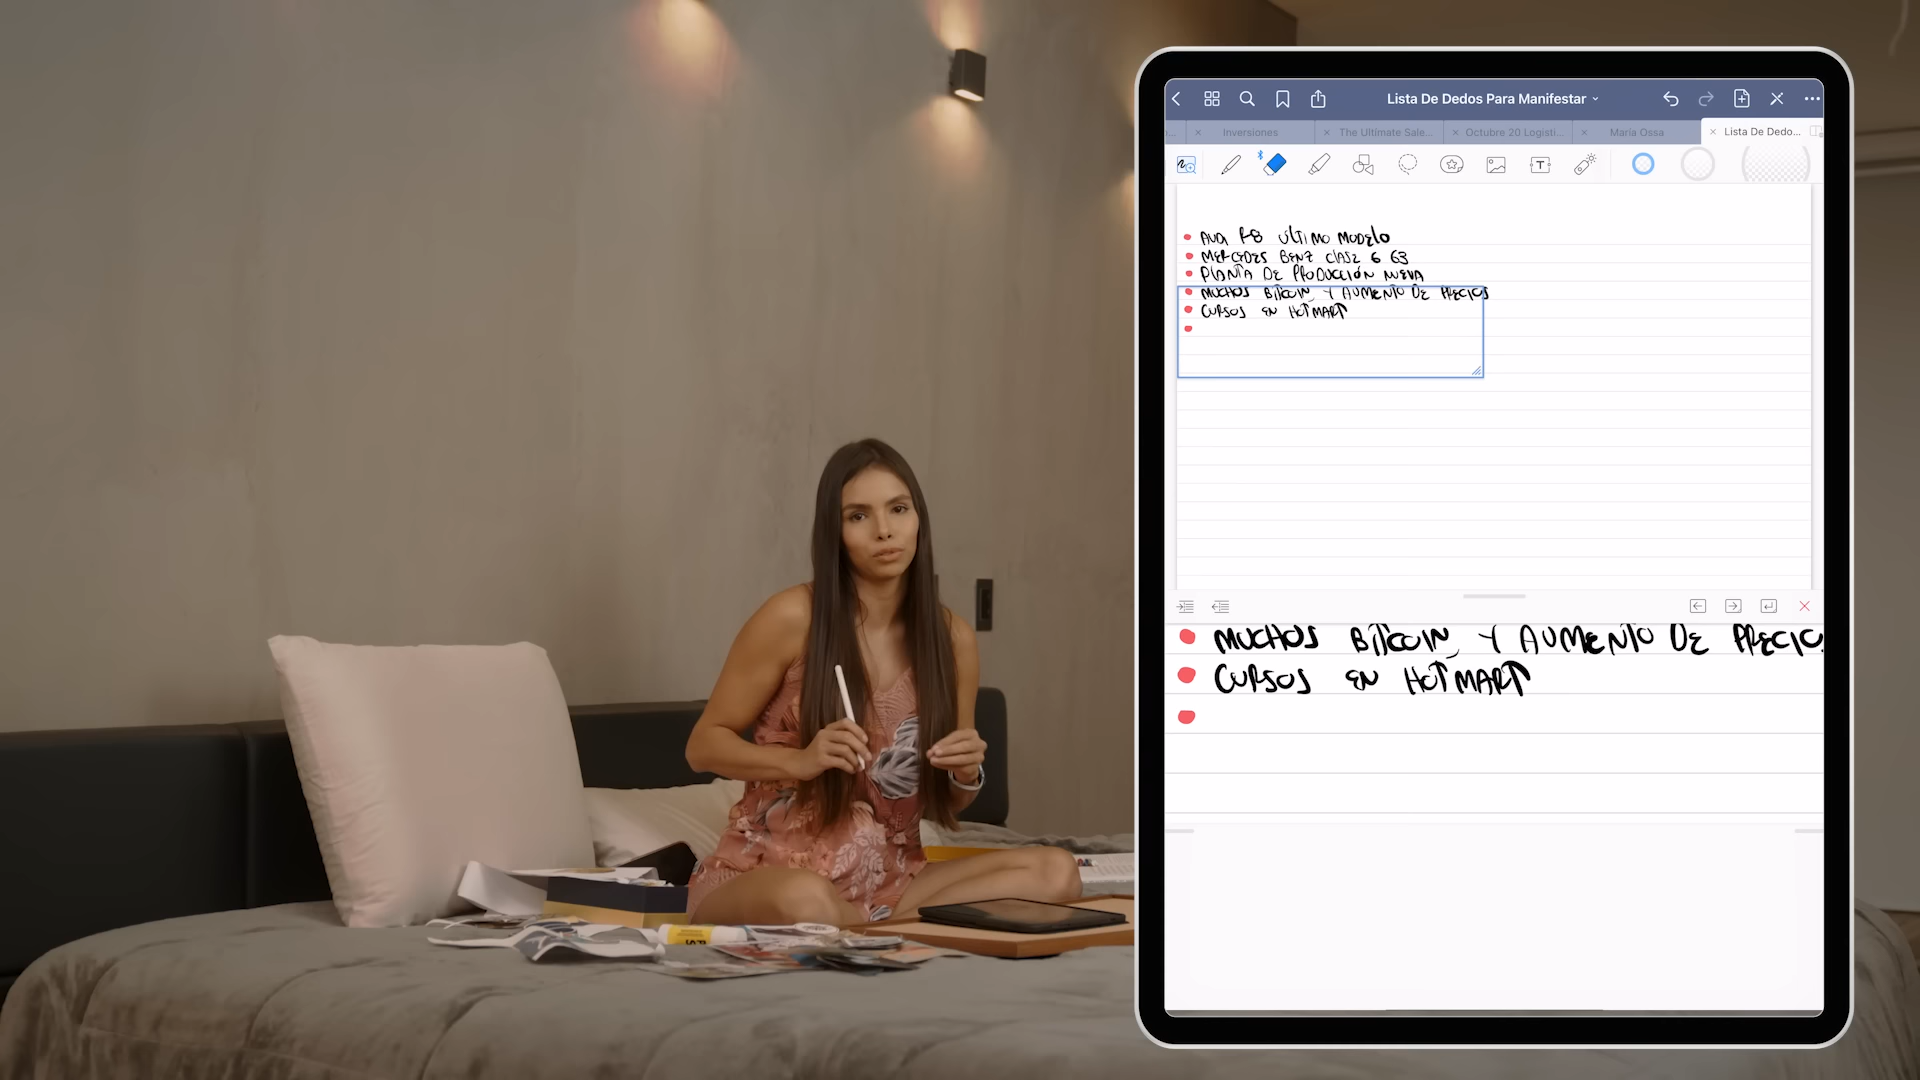 Lista De Dedos Para Manifestar
Inversiones
The Ultimate Sale...
Octubre 20 Logisti...
Maria Ossa
Lista De Dedo...
AUDI R8 ÚLTIMO MODELO
MERCEDES BENZ CLASE G 63
PLANTA DE PRODUCCIÓN NUEVA
MUCHOS BITCOIN Y AUMENTO DE PRECIOS
CURSOS EN HOTMART
MUCHOS BITCOIN Y AUMENTO DE PRECIO
CURSOS EN HOTMART